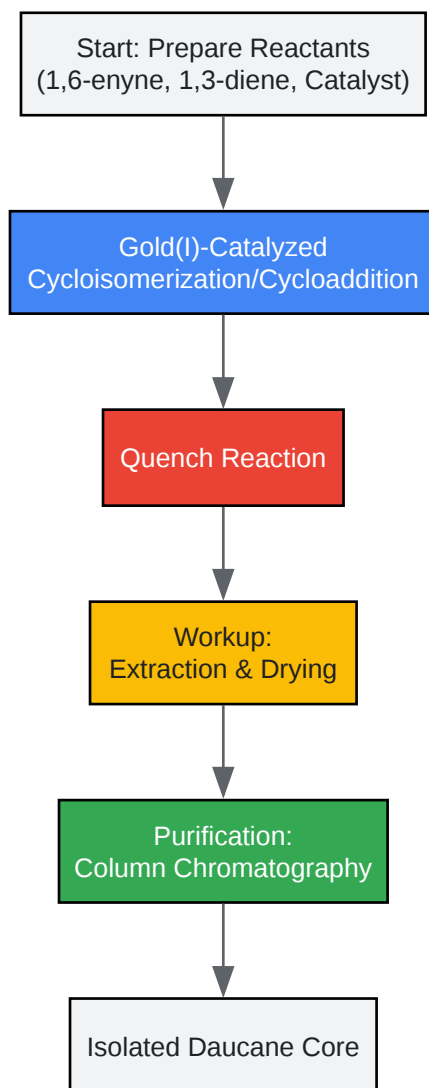 Start: Prepare Reactants
(1,6-enyne, 1,3-diene, Catalyst)
Gold(I)-Catalyzed
Cycloisomerization/Cycloaddition
Quench Reaction
Workup:
Extraction & Drying
Purification:
Column Chromatography
Isolated Daucane Core